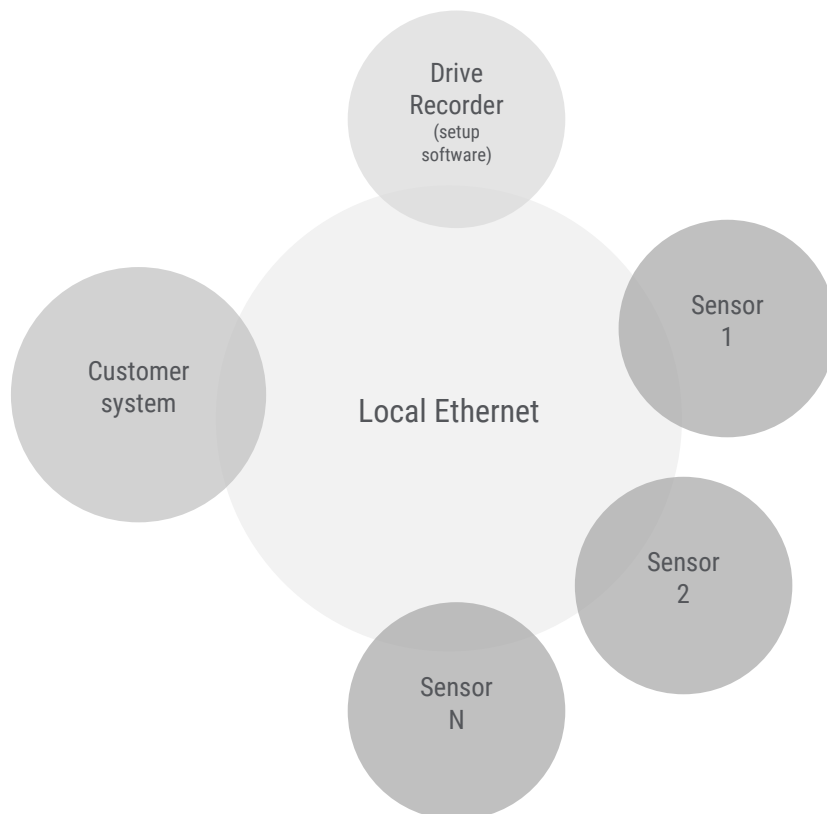 Drive
Recorder
(setup
software)
Sensor
1
Customer
system
Local Ethernet
Sensor
2
Sensor
N